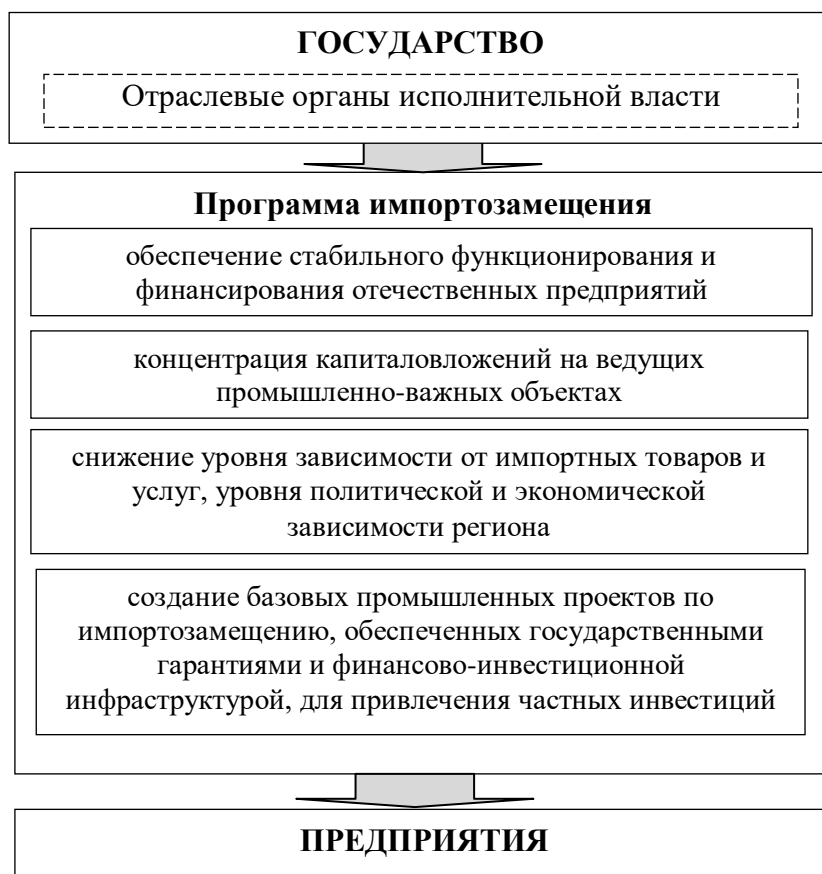 ГОСУДАРСТВО
Отраслевые органы исполнительной власти
Программа импортозамещения
обеспечение стабильного функционирования и
финансирования отечественных предприятий
концентрация капиталовложений на ведущих
промышленно-важных объектах
снижение уровня зависимости от импортных товаров и
услуг, уровня политической и экономической
зависимости региона
создание базовых промышленных проектов по
импортозамещению, обеспеченных государственными
гарантиями и финансово-инвестиционной
инфраструктурой, для привлечения частных инвестиций
ПРЕДПРИЯТИЯ